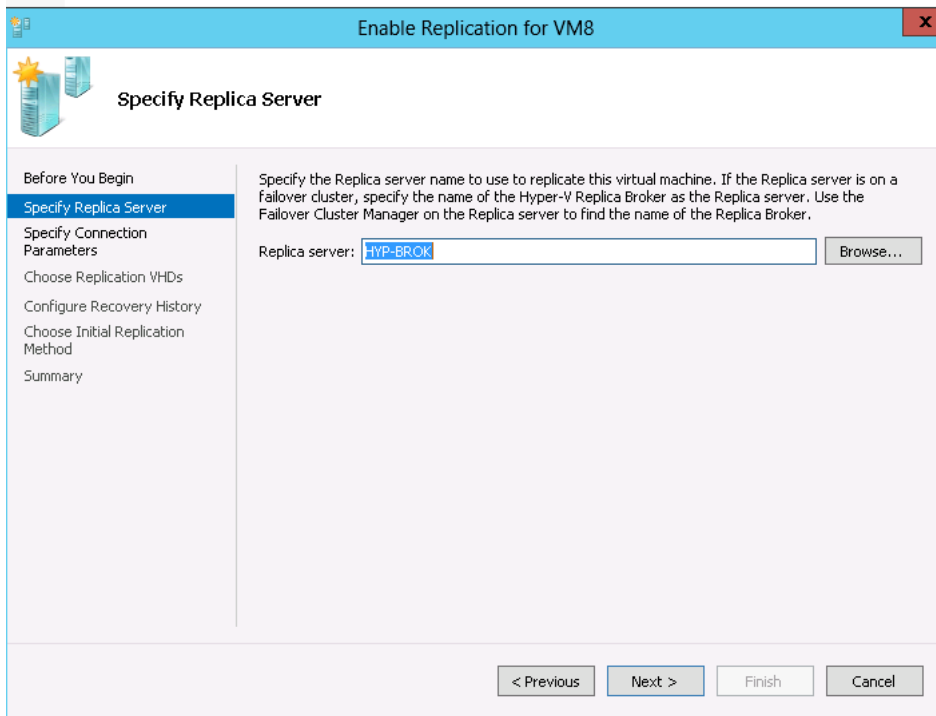 Enable Replication for VM8
x
Specify Replica Server
Before You Begin
Specify Replica Server
Specify Connection
Parameters
Choose Replication VHDs
Configure Recovery History
Choose Initial Replication
Method
Summary
Specify the Replica server name to use to replicate this virtual machine. If the Replica server is on a
failover cluster, specify the name of the Hyper-V Replica Broker as the Replica server. Use the
Failover Cluster Manager on the Replica server to find the name of the Replica Broker.
Replica server: HYP-BROK Browse...
< Previous Next > Finish Cancel